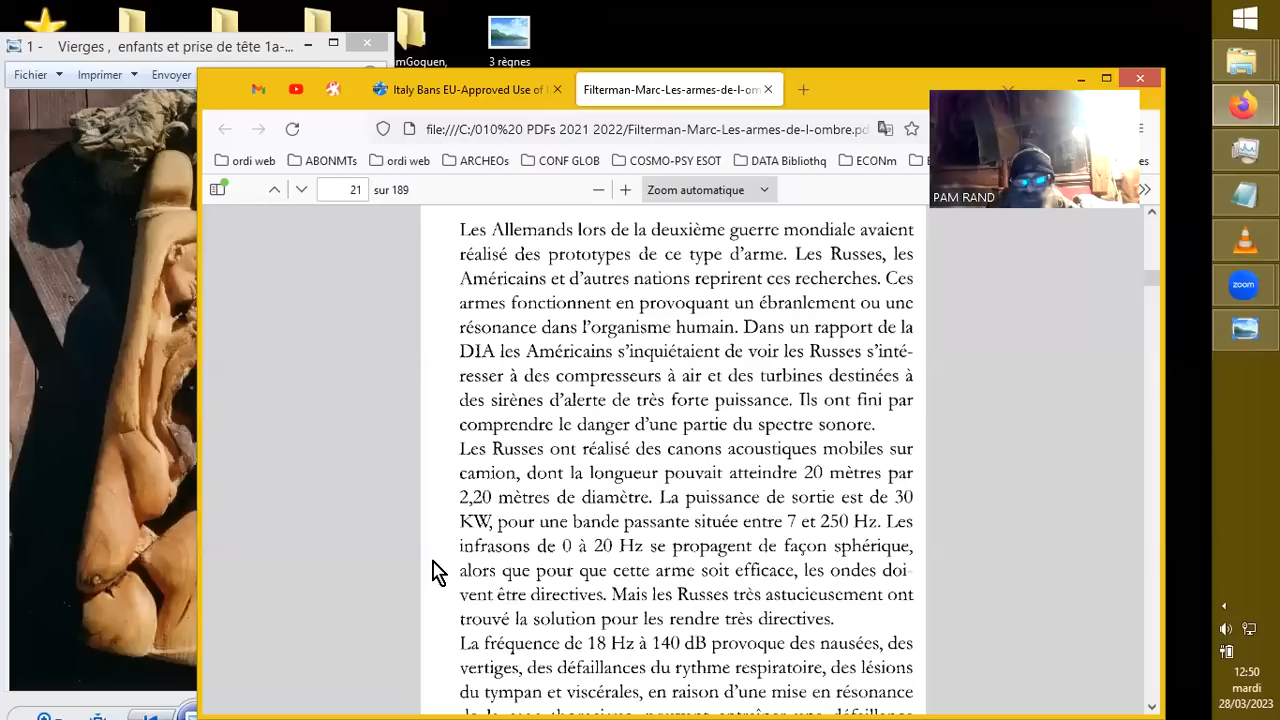 mGoquen,
3 règnes
1 - Vierges , enfants et prise de tête 1a-...
Fichier
Imprimer
Envoyer
Italy Bans EU-Approved Use of
Filterman-Marc-Les-armes-de-l-om
file:///C:/010%20 PDFs 2021 2022/Filterman-Marc-Les-armes-de-l-ombre.pd
ordi web
ABONMTs
ordi web
ARCHEOs
CONF GLOB
COSMO-PSY ESOT
DATA Bibliothq
ECONm
es
21 sur 189
Zoom automatique
PAM RAND
Les Allemands lors de la deuxième guerre mondiale avaient
réalisé des prototypes de ce type d’arme. Les Russes, les
Américains et d’autres nations reprirent ces recherches. Ces
armes fonctionnent en provoquant un ébranlement ou une
résonance dans l’organisme humain. Dans un rapport de la
DIA les Américains s’inquiétaient de voir les Russes s’inté-
resser à des compresseurs à air et des turbines destinées à
des sirènes d’alerte de très forte puissance. Ils ont fini par
comprendre le danger d’une partie du spectre sonore.
Les Russes ont réalisé des canons acoustiques mobiles sur
camion, dont la longueur pouvait atteindre 20 mètres par
2,20 mètres de diamètre. La puissance de sortie est de 30
KW, pour une bande passante située entre 7 et 250 Hz. Les
infrasons de 0 à 20 Hz se propagent de façon sphérique,
alors que pour que cette arme soit efficace, les ondes doi-
vent être directives. Mais les Russes très astucieusement ont
trouvé la solution pour les rendre très directives.
La fréquence de 18 Hz à 140 dB provoque des nausées, des
vertiges, des défaillances du rythme respiratoire, des lésions
du tympan et viscérales, en raison d’une mise en résonance
zoom
12:50
mardi
28/03/2023